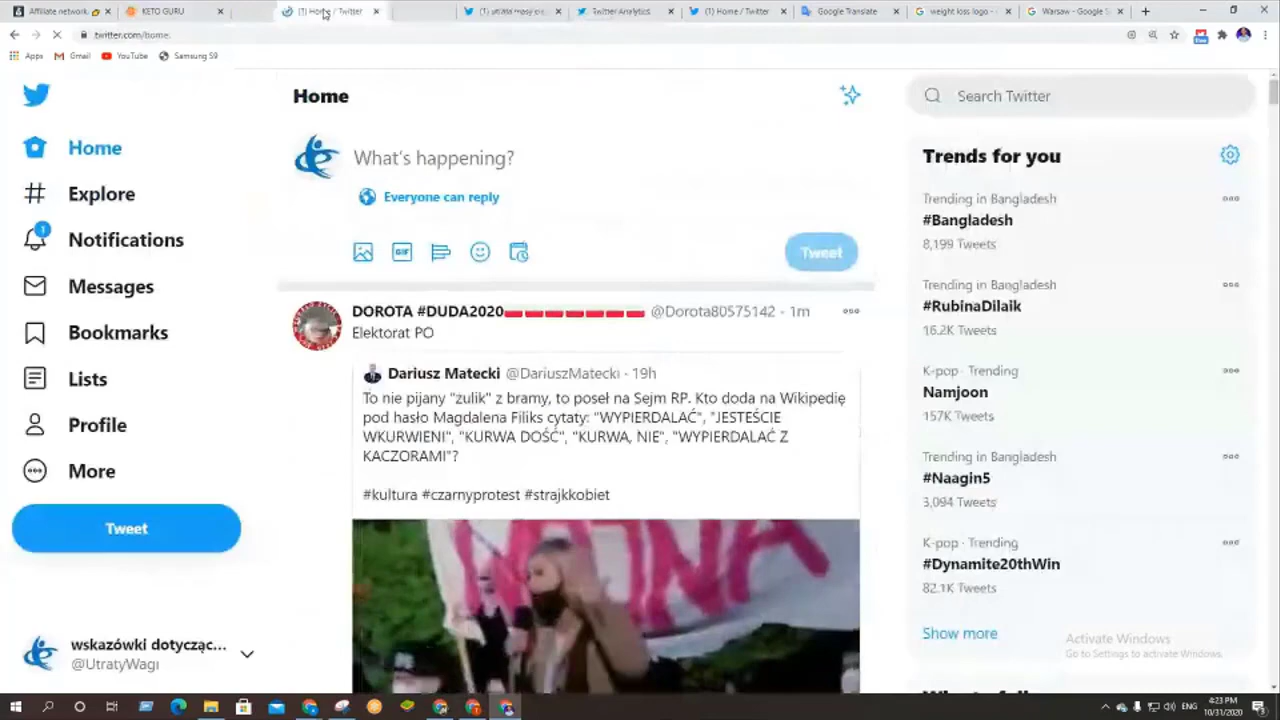 Affiliate network
KETO GURU
(1) Home / Twitter
Twitter Analytics
(1) Home / Twitter
Google Translate
weight loss logo -
Warsaw - Google S
twitter.com/home
Apps
Gmail
YouTube
Samsung S9
Home
Explore
Notifications
1
Messages
Bookmarks
Lists
Profile
More
Tweet
wskazówki dotycząc...
@UtratyWagi
Home
What's happening?
Everyone can reply
GIF
Tweet
DOROTA #DUDA2020 @Dorota80575142 · 1m
Elektorat PO
Dariusz Matecki @DariuszMatecki · 19h
To nie pijany "żulik" z bramy, to poseł na Sejm RP. Kto doda na Wikipedię
pod hasło Magdalena Filiks cytaty: "WYPIERDALAĆ", "JESTEŚCIE
WKURWIENI", "KURWA DOŚĆ", "KURWA, NIE", "WYPIERDALAĆ Z
KACZORAMI"?
#kultura #czarnyprotest #strajkkobiet
Search Twitter
Trends for you
Trending in Bangladesh
#Bangladesh
8,199 Tweets
Trending in Bangladesh
#RubinaDilaik
16.2K Tweets
K-pop · Trending
Namjoon
157K Tweets
Trending in Bangladesh
#Naagin5
3,094 Tweets
K-pop · Trending
#Dynamite20thWin
82.1K Tweets
Show more
Activate Windows
Go to Settings to activate Windows.
ENG
4:23 PM
10/31/2020